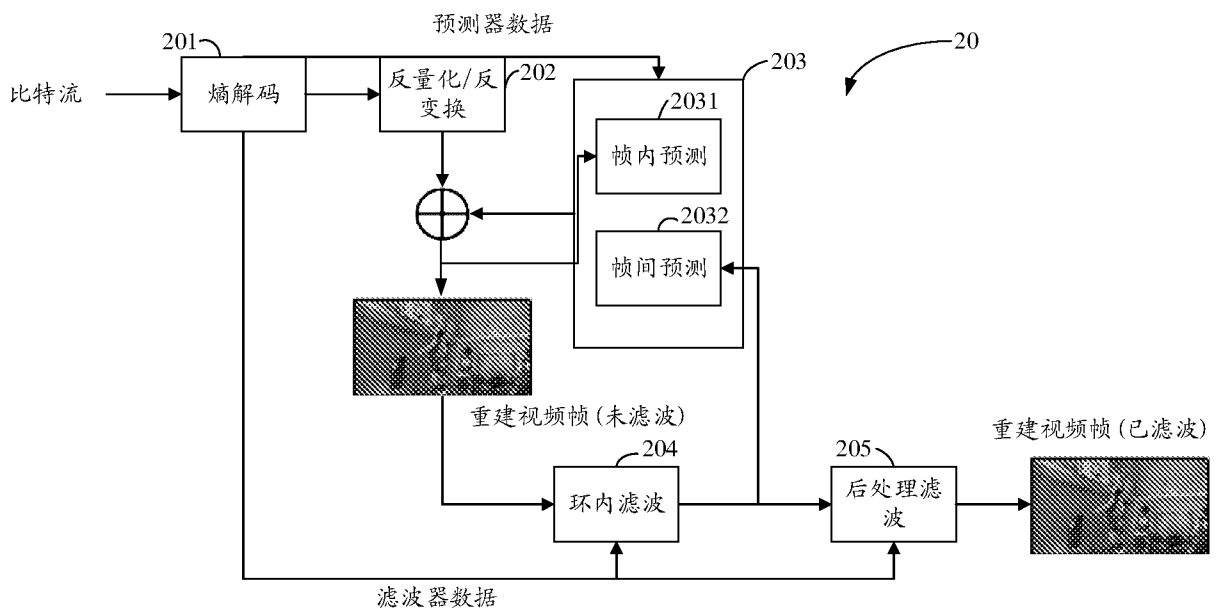 预测器数据
201
202
203
20
比特流
熵解码
反量化/反
变换
2031
帧内预测
2032
帧间预测
重建视频帧(未滤波)
重建视频帧(已滤波)
204
205
环内滤波
后处理滤
波
滤波器数据